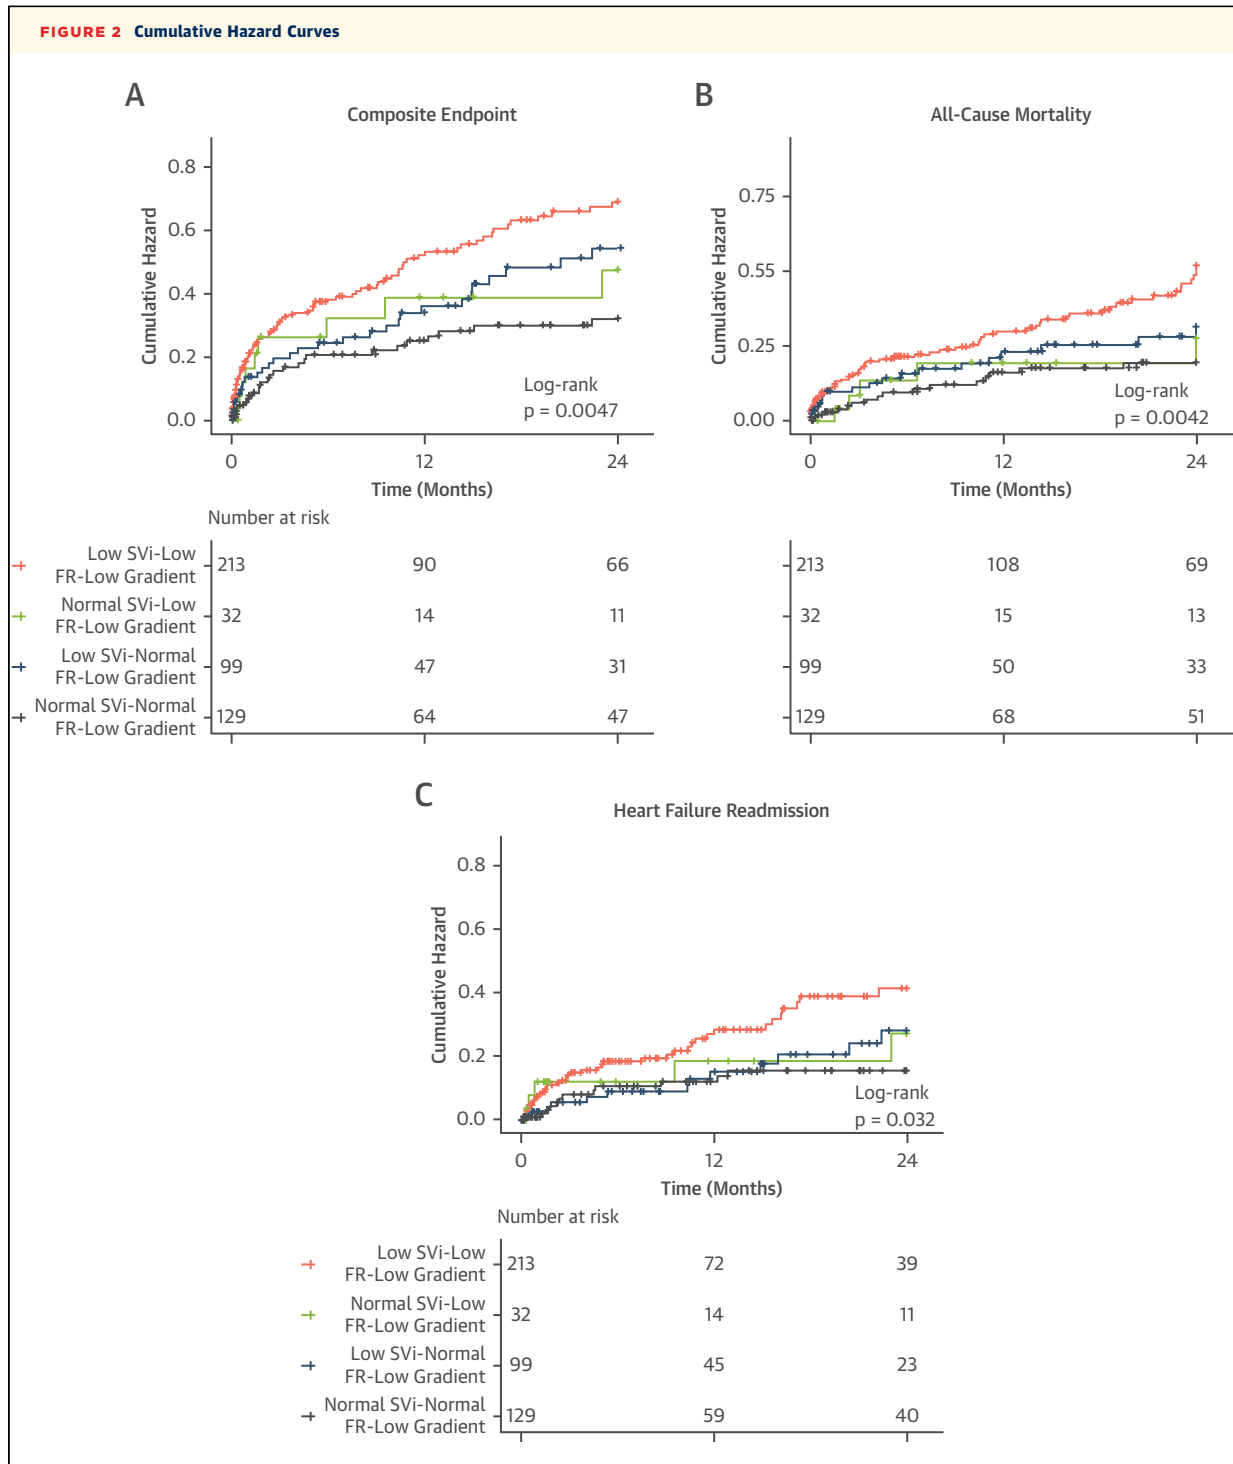 FIGURE 2 Cumulative Hazard Curves
A
Composite Endpoint
Cumulative Hazard
0.8
0.6
0.4
0.2
0.0
Log-rank
p = 0.0047
0 12 24
Time (Months)
B
All-Cause Mortality
Cumulative Hazard
0.75
0.55
0.25
0.00
Log-rank
p = 0.0042
0 12 24
Time (Months)
Number at risk
Low SVi-Low
FR-Low Gradient
213 90 66
213 108 69
Normal SVi-Low
FR-Low Gradient
32 14 11
32 15 13
Low SVi-Normal
FR-Low Gradient
99 47 31
99 50 33
Normal SVi-Normal
FR-Low Gradient
129 64 47
129 68 51
C
Heart Failure Readmission
Cumulative Hazard
0.8
0.6
0.4
0.2
0.0
Log-rank
p = 0.032
0 12 24
Time (Months)
Number at risk
Low SVi-Low
FR-Low Gradient
213 72 39
Normal SVi-Low
FR-Low Gradient
32 14 11
Low SVi-Normal
FR-Low Gradient
99 45 23
Normal SVi-Normal
FR-Low Gradient
129 59 40